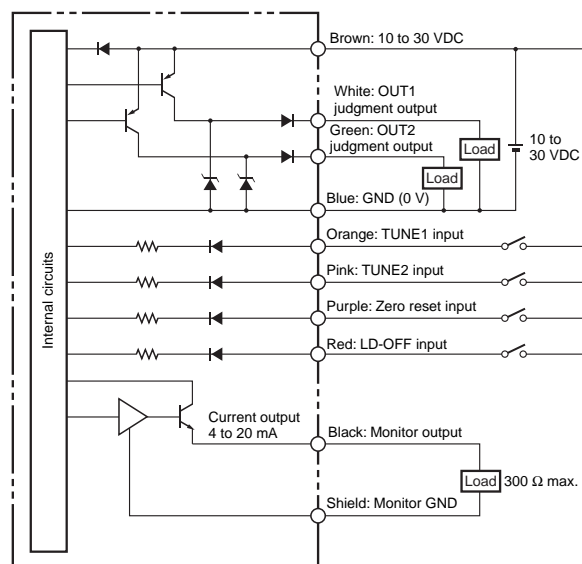 Brown: 10 to 30 VDC
White: OUT1
judgment output
Green: OUT2
judgment output
Load
Load
10 to
30 VDC
Blue: GND (0 V)
Orange: TUNE1 input
Pink: TUNE2 input
Purple: Zero reset input
Red: LD-OFF input
Internal circuits
Current output
4 to 20 mA
Black: Monitor output
Load
300 Ω max.
Shield: Monitor GND